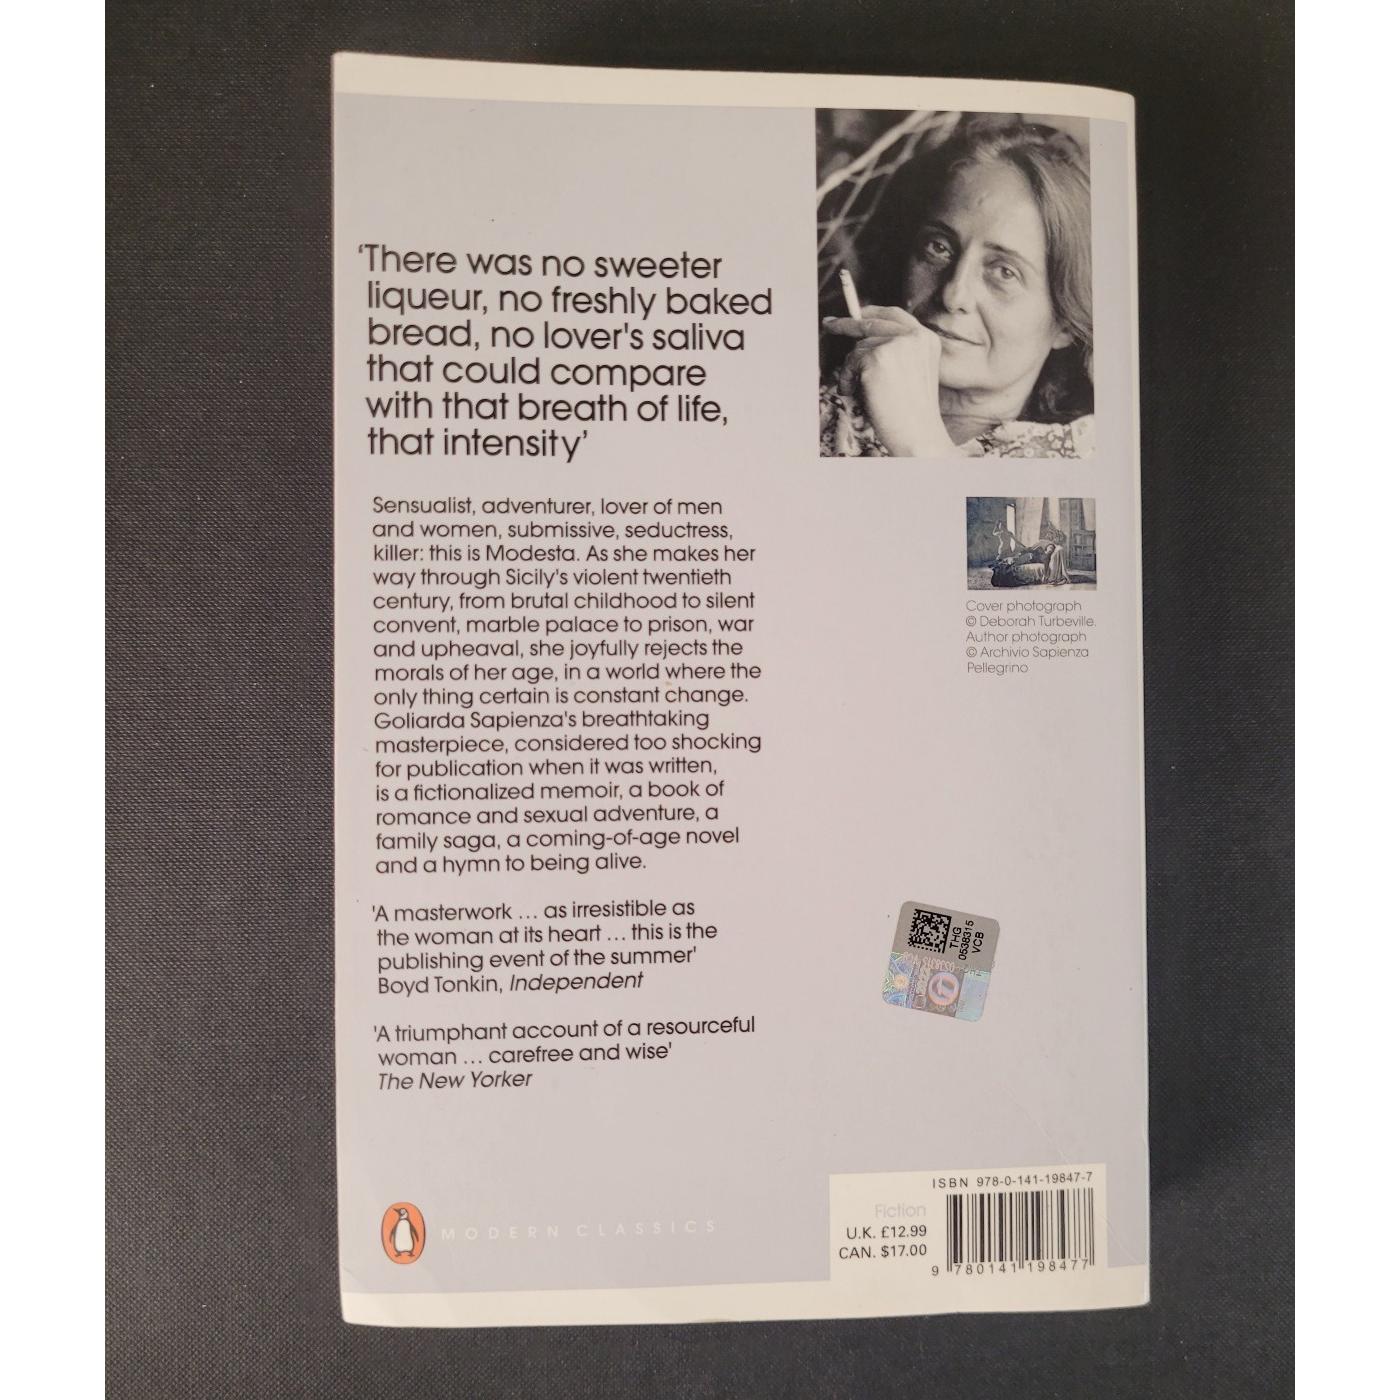 ‘There was no sweeter
liqueur, no freshly baked
bread, no lover's saliva
that could compare
with that breath of life,
that intensity’
Sensualist, adventurer, lover of men
and women, submissive, seductress,
killer: this is Modesta. As she makes her
way through Sicily's violent twentieth
century, from brutal childhood to silent
convent, marble palace to prison, war
and upheaval, she joyfully rejects the
morals of her age, in a world where the
only thing certain is constant change.
Goliarda Sapienza's breathtaking
masterpiece, considered too shocking
for publication when it was written,
is a fictionalized memoir, a book of
romance and sexual adventure, a
family saga, a coming-of-age novel
and a hymn to being alive.
'A masterwork ... as irresistible as
the woman at its heart ... this is the
publishing event of the summer'
Boyd Tonkin, Independent
'A triumphant account of a resourceful
woman ... carefree and wise'
The New Yorker
Cover photograph
© Deborah Turbeville.
Author photograph
© Archivio Sapienza
Pellegrino
THG
0538315
VCB
MODERN CLASSICS
ISBN 978-0-141-19847-7
Fiction
U.K. £12.99
CAN. $17.00
9 780141 198477